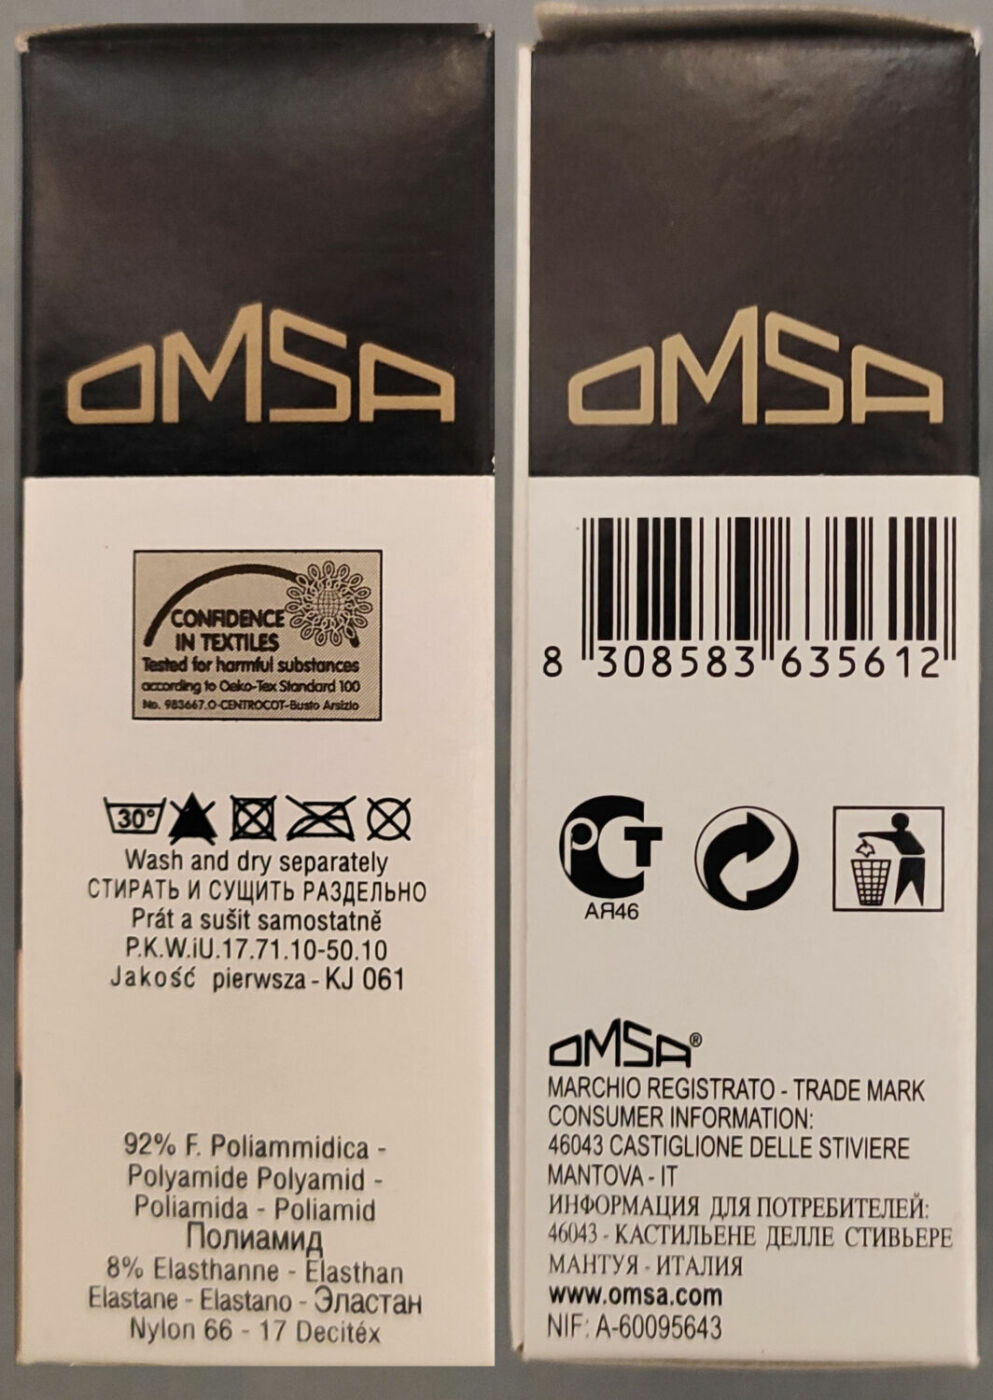 OMSA
CONFIDENCE
IN TEXTILES
Tested for harmful substances
according to Oeko-Tex Standard 100
No. 983667.O-CENTROCOT-Busto Arsizio
30°
Wash and dry separately
СТИРАТЬ И СУЩИТЬ РАЗДЕЛЬНО
Prát a sušit samostatně
P.K.W.iU.17.71.10-50.10
Jakość pierwsza - KJ 061
92% F. Poliammidica -
Polyamide Polyamid -
Poliamida - Poliamid
Полиамид
8% Elasthanne - Elasthan
Elastane - Elastano - Эластан
Nylon 66 - 17 Decitéx
OMSA
8 308583 635612
РСТ
АЯ46
OMSA®
MARCHIO REGISTRATO - TRADE MARK
CONSUMER INFORMATION:
46043 CASTIGLIONE DELLE STIVIERE
MANTOVA - IT
ИНФОРМАЦИЯ ДЛЯ ПОТРЕБИТЕЛЕЙ:
46043 - КАСТИЛЬЕНЕ ДЕЛЛЕ СТИВЬЕРЕ
МАНТУЯ - ИТАЛИЯ
www.omsa.com
NIF: A-60095643